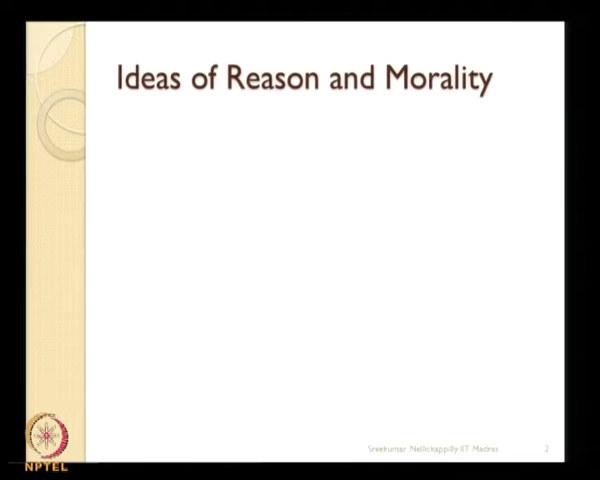 Ideas of Reason and Morality
Sreekumar Nellickappilly IIT Madras 2
NPTEL